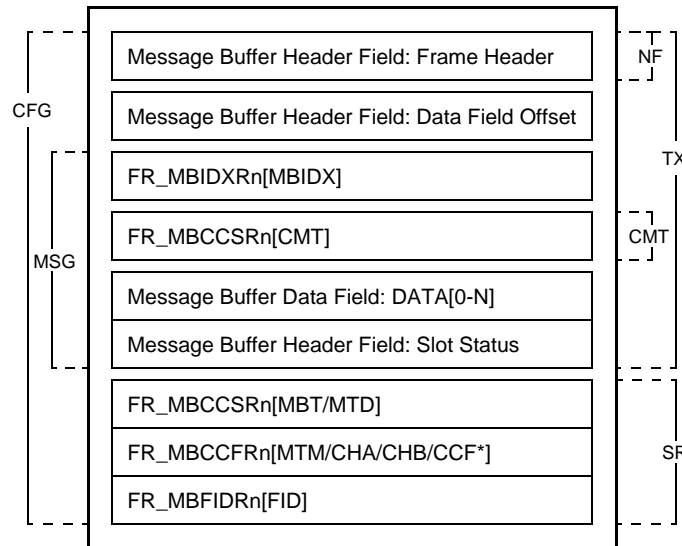 Message Buffer Header Field: Frame Header
NF
CFG
Message Buffer Header Field: Data Field Offset
TX
FR_MBIDXRn[MBIDX]
FR_MBCCSRn[CMT]
CMT
MSG
Message Buffer Data Field: DATA[0-N]
Message Buffer Header Field: Slot Status
FR_MBCCSRn[MBT/MTD]
FR_MBCCFRn[MTM/CHA/CHB/CCF*]
SR
FR_MBFIDRn[FID]